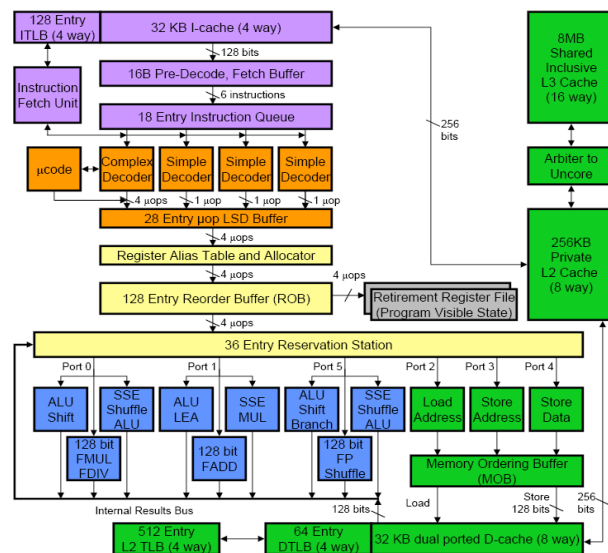 128 Entry
ITLB (4 way)
32 KB I-cache (4 way)
128 bits
16B Pre-Decode, Fetch Buffer
6 instructions
Instruction
Fetch Unit
18 Entry Instruction Queue
µcode
Complex
Decoder
Simple
Decoder
Simple
Decoder
Simple
Decoder
4 µops
1 µop
1 µop
1 µop
28 Entry µop LSD Buffer
4 µops
Register Alias Table and Allocator
4 µops
128 Entry Reorder Buffer (ROB)
4 µops
Retirement Register File
(Program Visible State)
4 µops
36 Entry Reservation Station
Port 0
Port 1
Port 5
Port 2
Port 3
Port 4
ALU
Shift
SSE
Shuffle
ALU
ALU
LEA
SSE
MUL
ALU
Shift
Branch
SSE
Shuffle
ALU
Load
Address
Store
Address
Store
Data
128 bit
FMUL
FDIV
128 bit
FADD
128 bit
FP
Shuffle
Memory Ordering Buffer
(MOB)
Internal Results Bus
128 bits
Load
Store
128 bits
256
bits
512 Entry
L2 TLB (4 way)
64 Entry
DTLB (4 way)
32 KB dual ported D-cache (8 way)
256
bits
8MB
Shared
Inclusive
L3 Cache
(16 way)
Arbiter to
Uncore
256KB
Private
L2 Cache
(8 way)